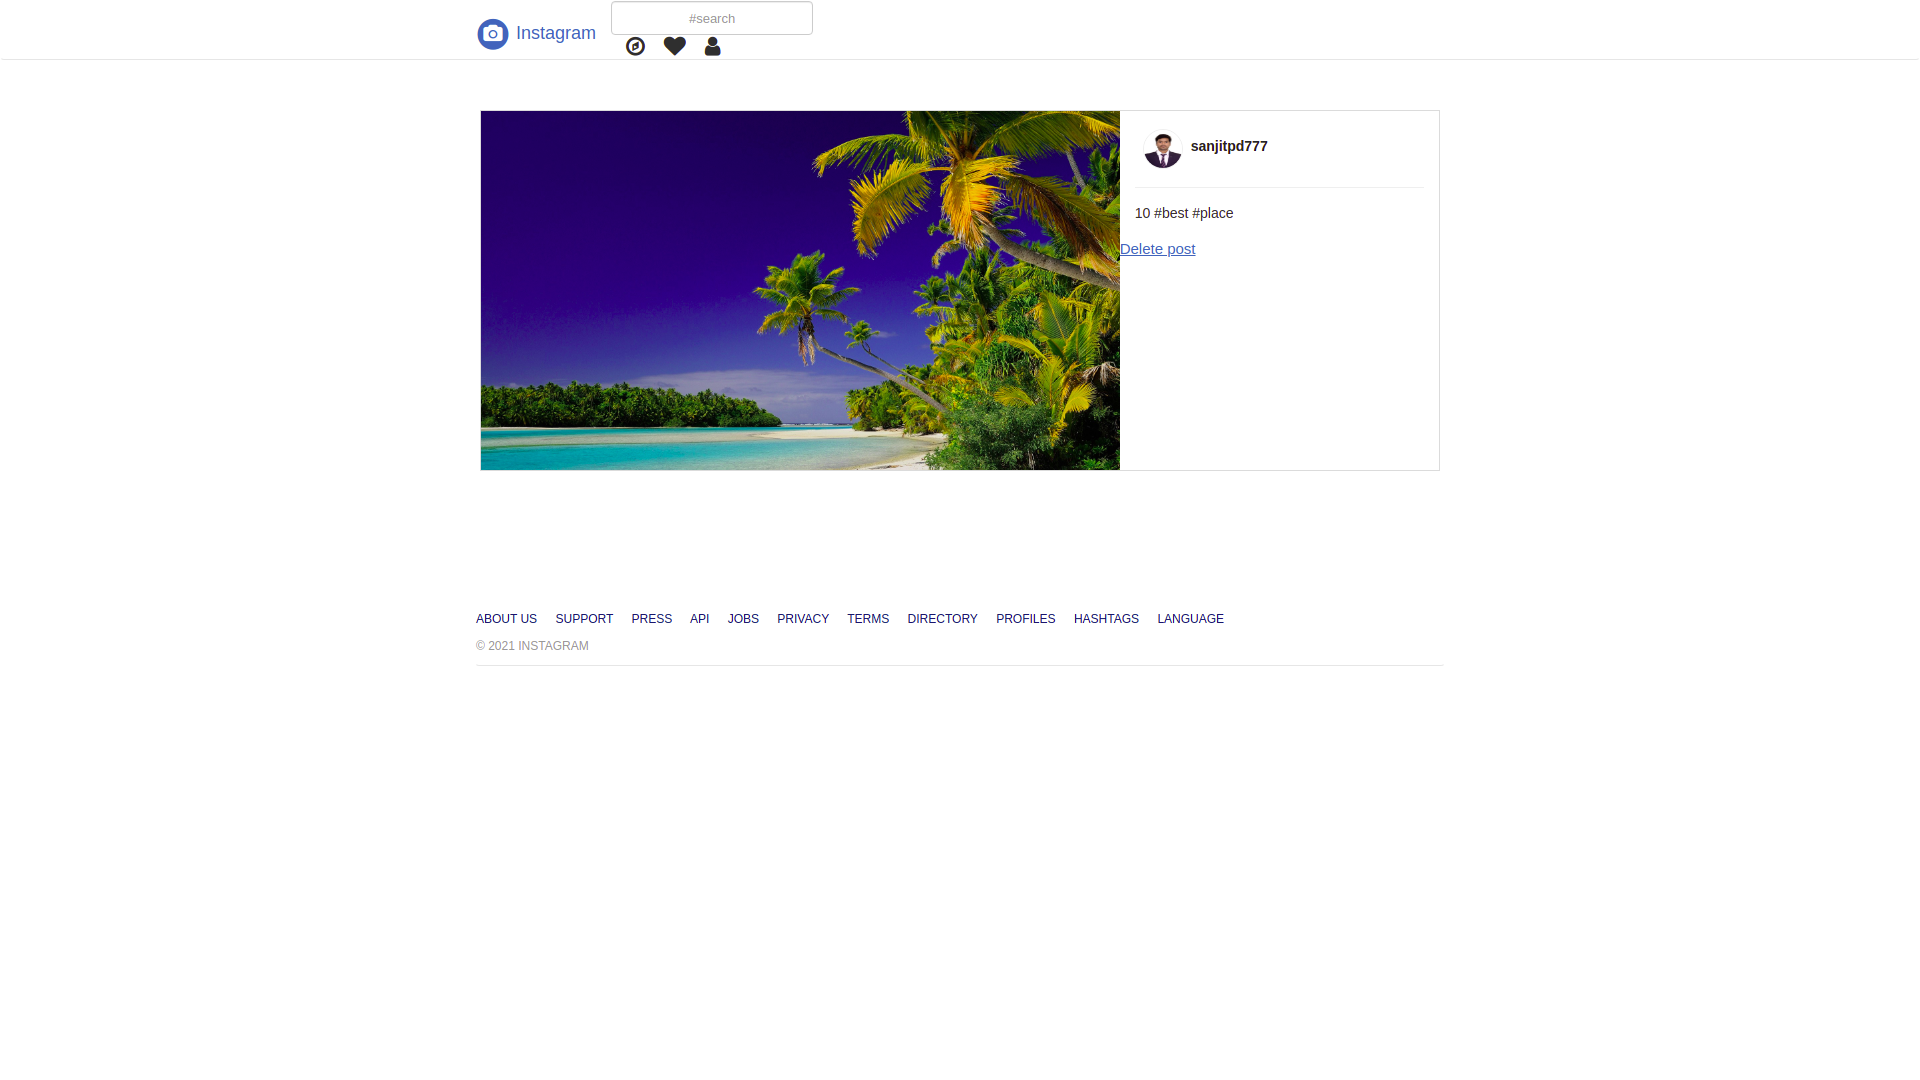 Instagram
#search
sanjitpd777
10 #best #place
Delete post
ABOUT US SUPPORT PRESS API JOBS PRIVACY TERMS DIRECTORY PROFILES HASHTAGS LANGUAGE
© 2021 INSTAGRAM